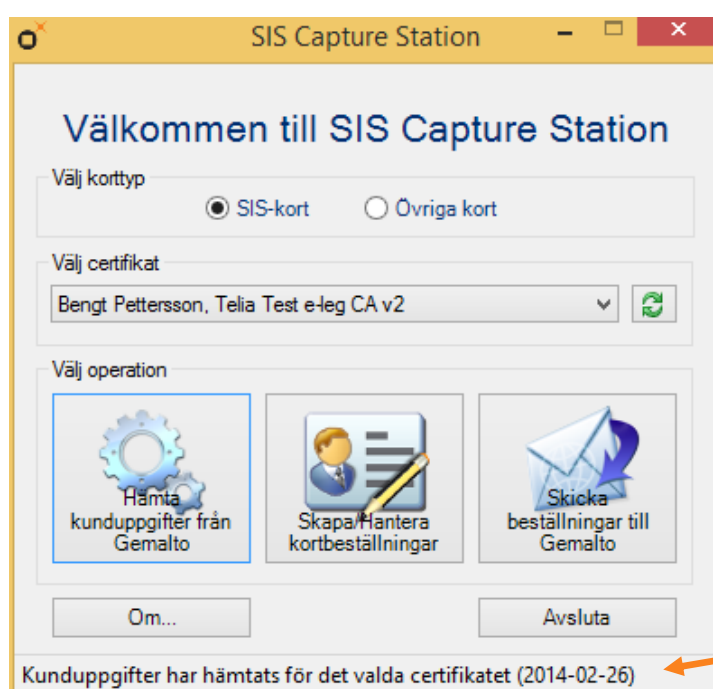 SIS Capture Station
Välkommen till SIS Capture Station
Välj korttyp
SIS-kort
Övriga kort
Välj certifikat
Bengt Pettersson, Telia Test e-leg CA v2
Välj operation
Hämta
kunduppgifter från
Gemalto
Skapa/Hantera
kortbeställningar
Skicka
beställningar till
Gemalto
Om...
Avsluta
Kunduppgifter har hämtats för det valda certifikatet (2014-02-26)